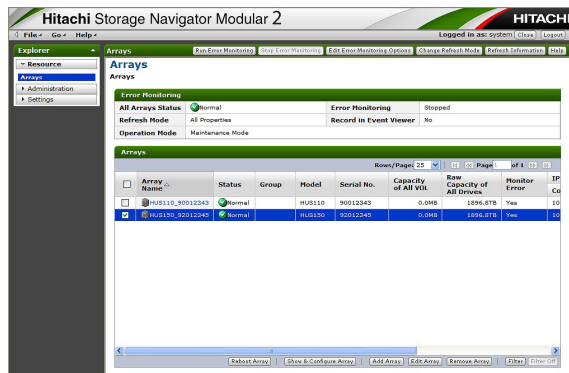 Hitachi Storage Navigator Modular 2
HITACHI
File Go Help
Logged in as: system Close Logout
Explorer
Resource
Arrays
Administration
Settings
Arrays Run Error Monitoring Stop Error Monitoring Edit Error Monitoring Options Change Refresh Mode Refresh Information Help
Arrays
Arrays
Error Monitoring
All Arrays Status Normal Error Monitoring Stopped
Refresh Mode All Properties Record in Event Viewer No
Operation Mode Maintenance Mode
Arrays
Rows/Page: 25 Page 1 of 1
Array Name Status Group Model Serial No. Capacity of All VOL Raw Capacity of All Drives Monitor Error IP Co
HUS110_90012343 Normal HUS110 90012343 0.0MB 1896.8TB Yes 10
HUS150_92012345 Normal HUS150 92012345 0.0MB 1896.8TB Yes 10
Reboot Array Show & Configure Array Add Array Edit Array Remove Array Filter Filter Off